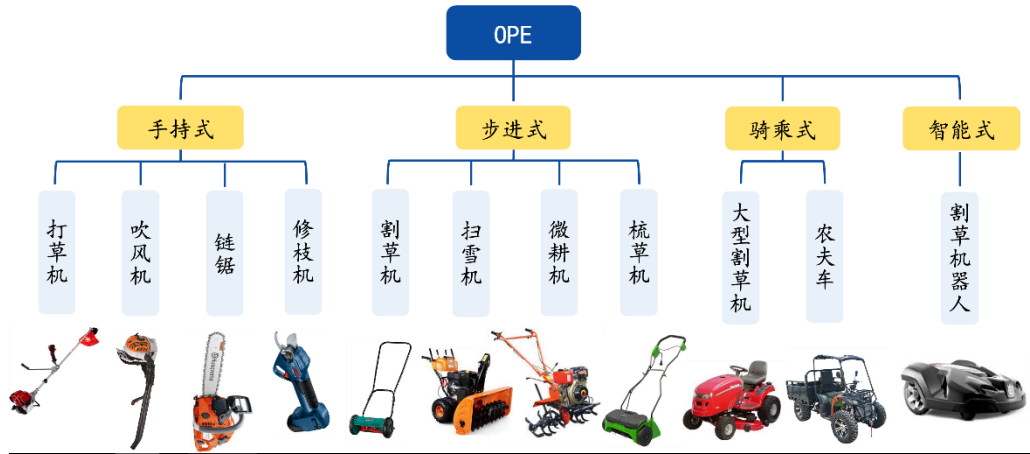 OPE
手持式
步进式
骑乘式
智能式
打草机
吹风机
链锯
修枝机
割草机
扫雪机
微耕机
梳草机
大型割草机
农夫车
割草机器人